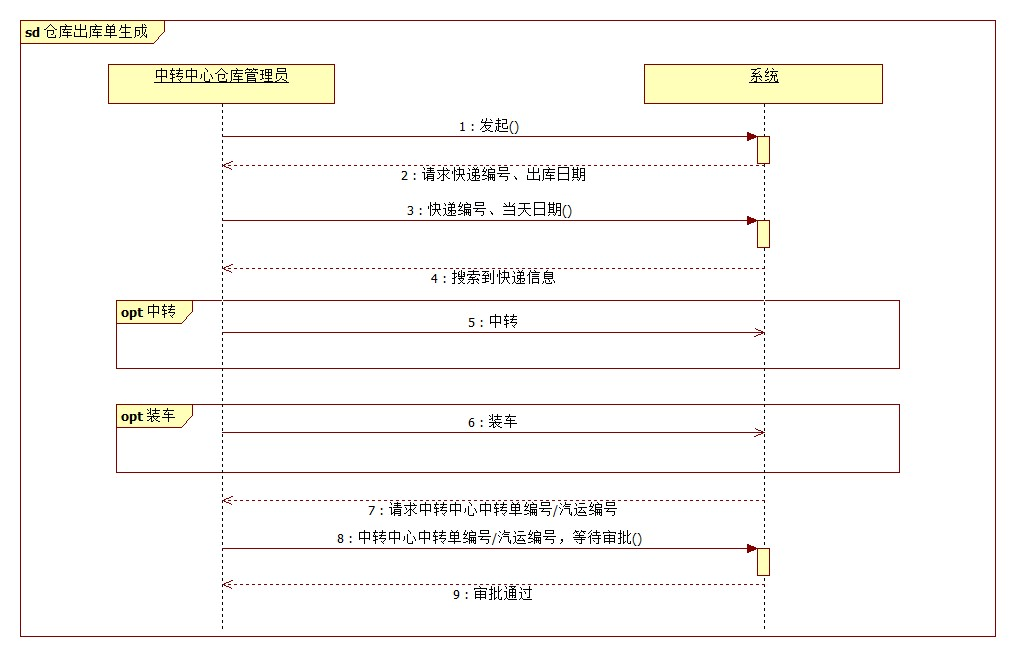 sd 仓库出库单生成
中转中心仓库管理员
系统
1 : 发起()
2 : 请求快递编号、出库日期
3 : 快递编号、当天日期()
4 : 搜索到快递信息
opt 中转
5 : 中转
opt 装车
6 : 装车
7 : 请求中转中心中转单编号/汽运编号
8 : 中转中心中转单编号/汽运编号，等待审批()
9 : 审批通过